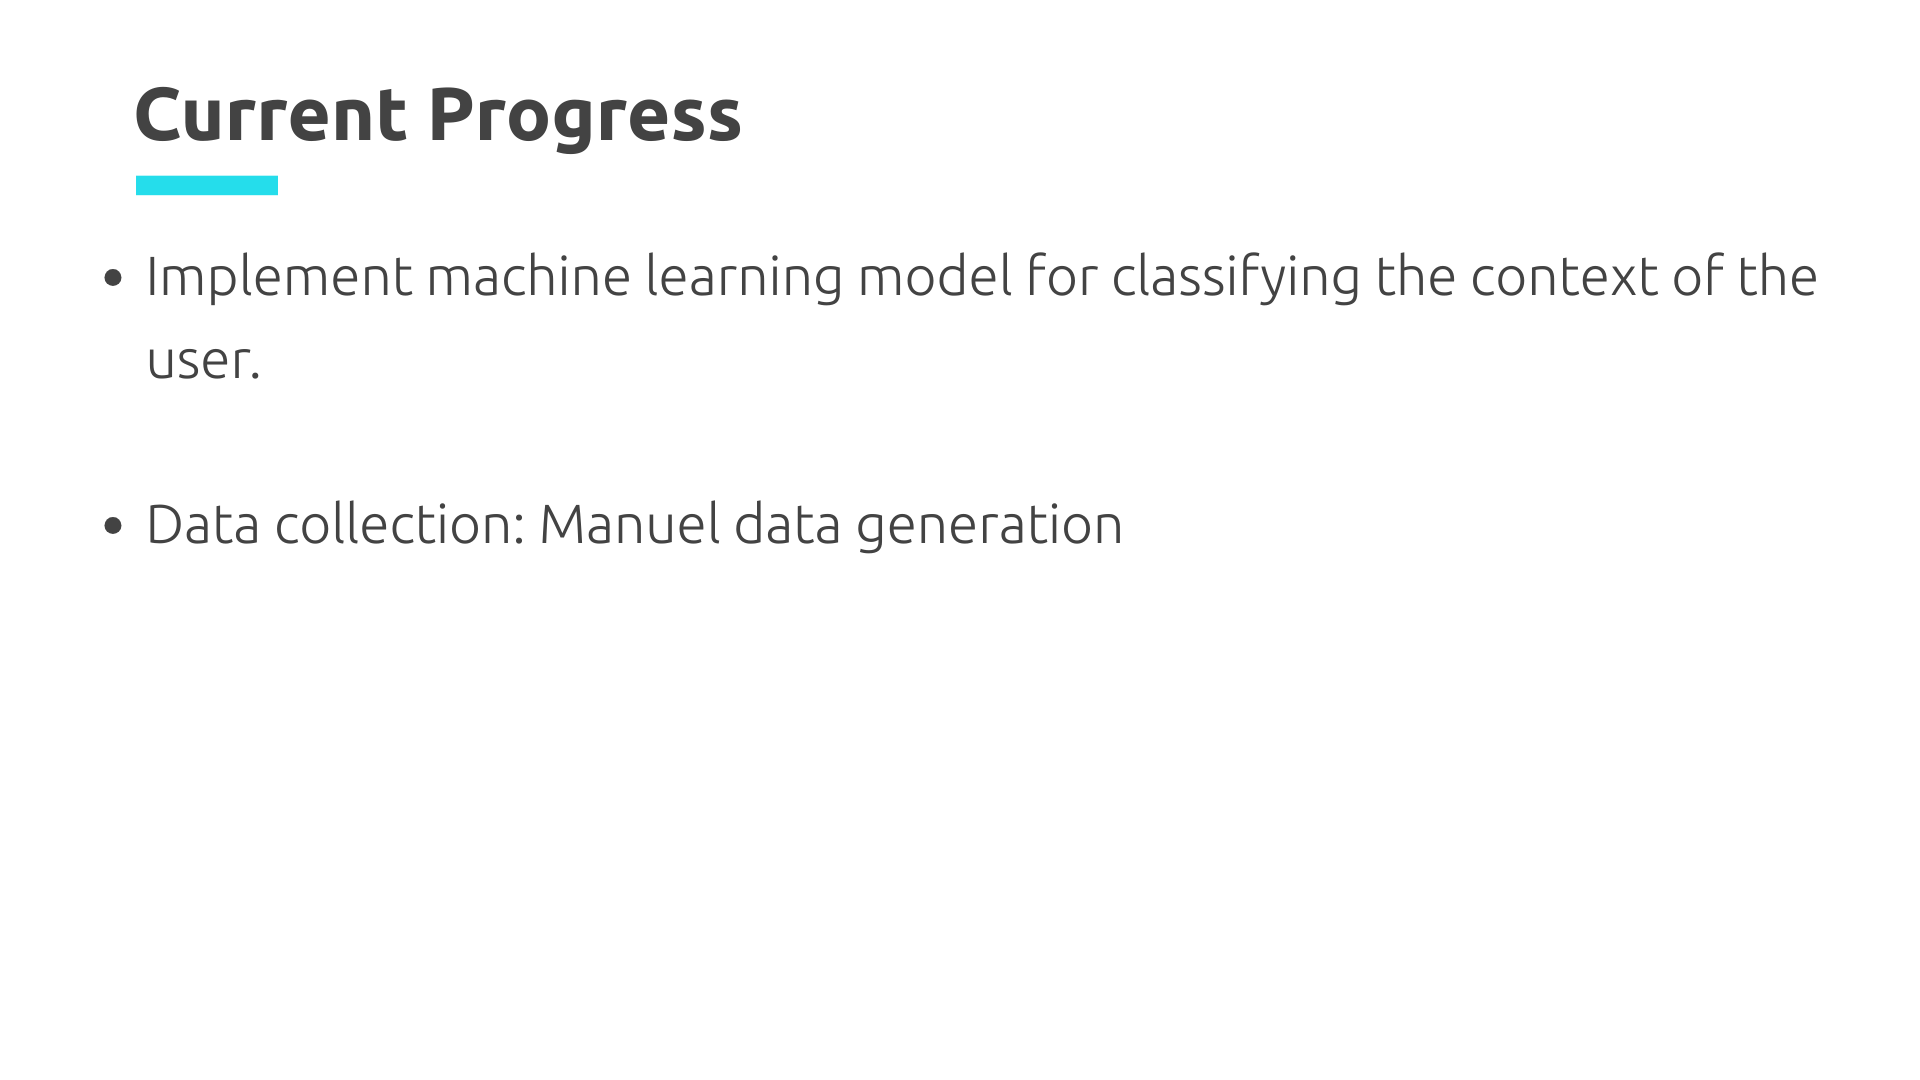 Current Progress
• Implement machine learning model for classifying the context of the
user.
• Data collection: Manuel data generation